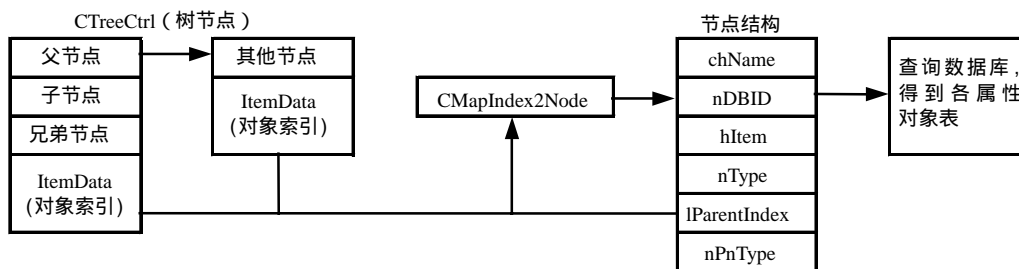 CTreeCtrl（树节点）
父节点
子节点
兄弟节点
ItemData
(对象索引)
其他节点
ItemData
(对象索引)
CMapIndex2Node
节点结构
chName
nDBID
hItem
nType
lParentIndex
nPnType
查询数据库，
得到各属性
对象表